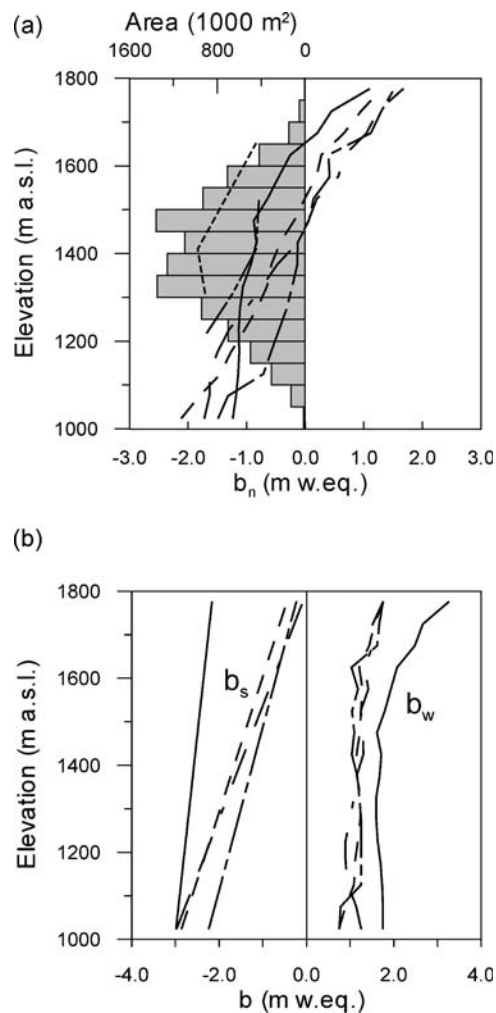 (a)
Area (1000 m²)
1600 800 0
1800
1600
1400
1200
1000
Elevation (m a.s.l.)
-3.0 -2.0 -1.0 0.0 1.0 2.0 3.0
bn (m w.eq.)
(b)
1800
1600
1400
1200
1000
Elevation (m a.s.l.)
bs
bw
-4.0 -2.0 0.0 2.0 4.0
b (m w.eq.)